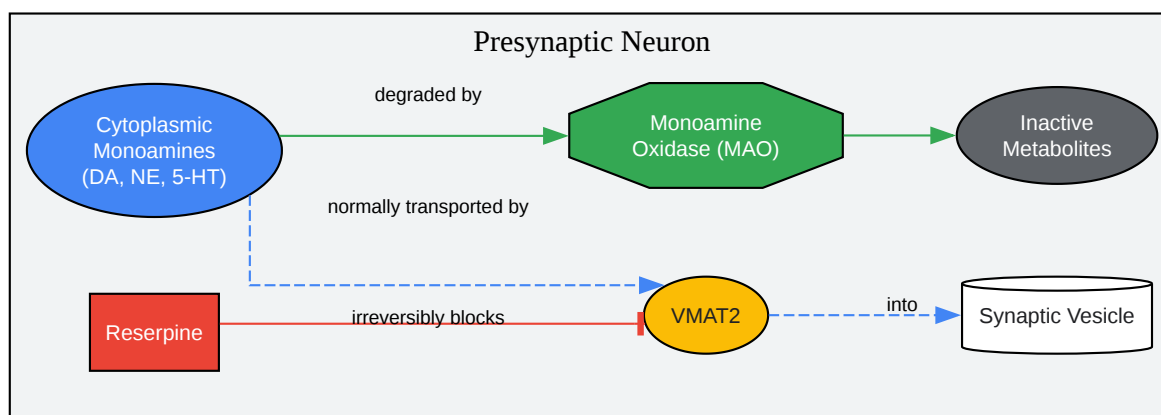 Presynaptic Neuron
degraded by
Cytoplasmic
Monoamines
(DA, NE, 5-HT)
Monoamine
Oxidase (MAO)
Inactive
Metabolites
normally transported by
Reserpine
irreversibly blocks
VMAT2
into
Synaptic Vesicle